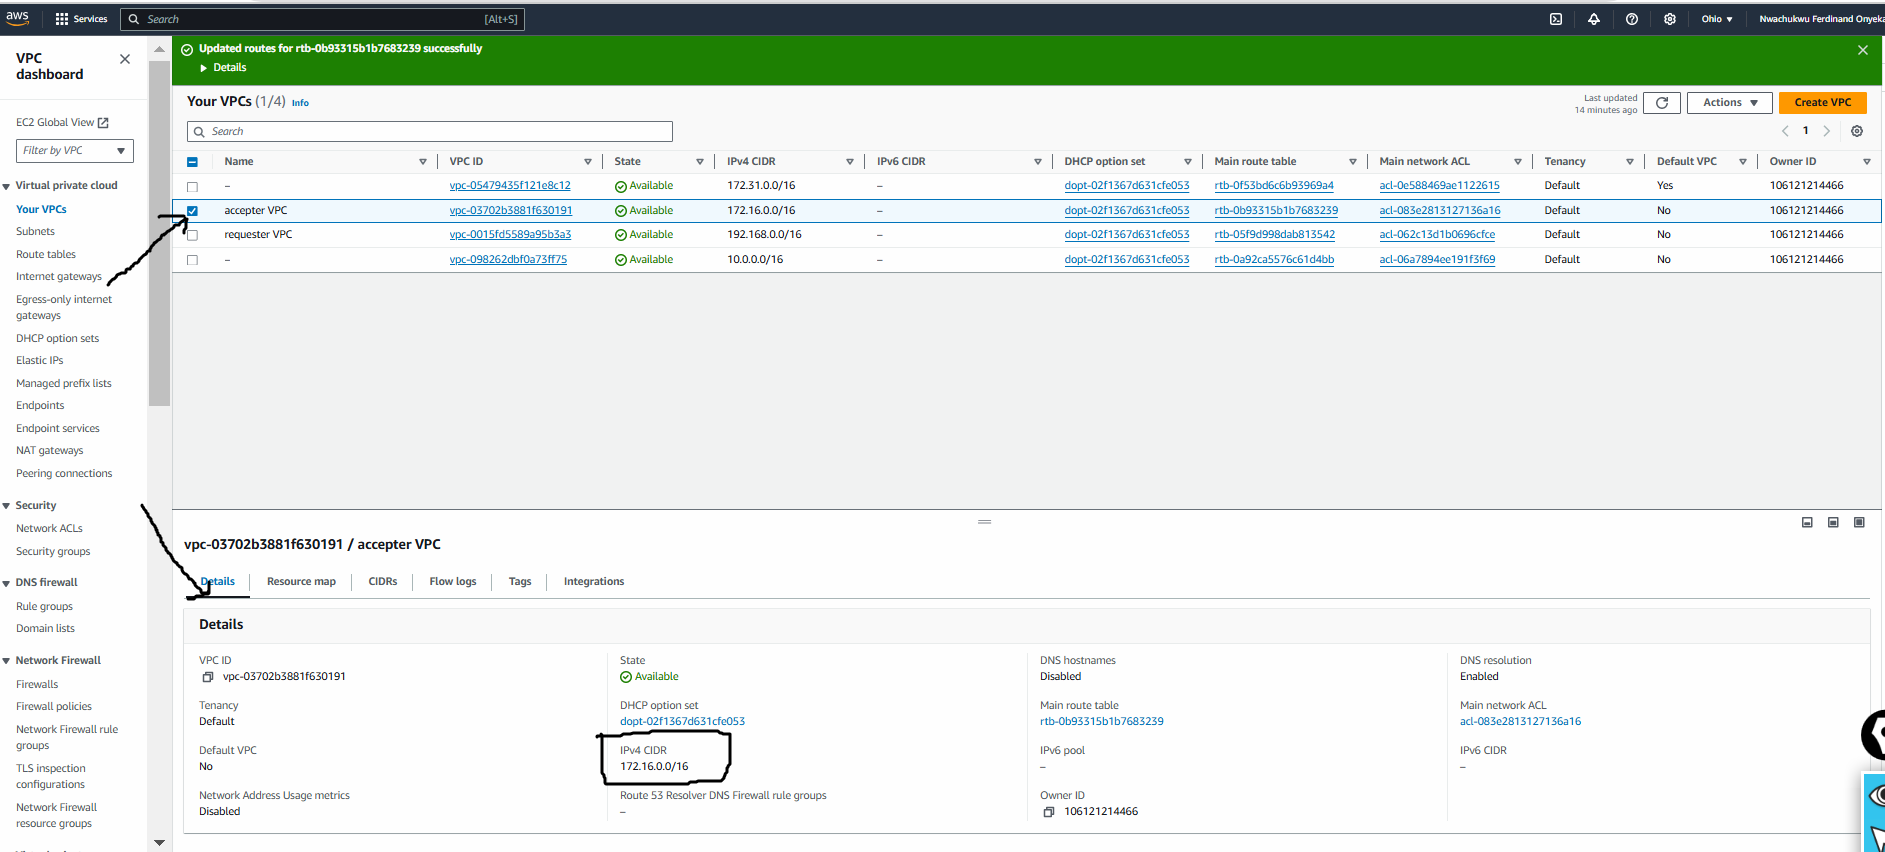 aws Services Search [Alt+S] Ohio Nwachukwu Ferdinand Onyeka
VPC dashboard
EC2 Global View
Filter by VPC
Virtual private cloud
Your VPCs
Subnets
Route tables
Internet gateways
Egress-only internet
gateways
DHCP option sets
Elastic IPs
Managed prefix lists
Endpoints
Endpoint services
NAT gateways
Peering connections
Security
Network ACLs
Security groups
DNS firewall
Rule groups
Domain lists
Network Firewall
Firewalls
Firewall policies
Network Firewall rule
groups
TLS inspection
configurations
Network Firewall
resource groups
Updated routes for rtb-0b93315b1b7683239 successfully
Details
Your VPCs (1/4) Info
Last updated
14 minutes ago
Actions
Create VPC
Search
1
Name VPC ID State IPv4 CIDR IPv6 CIDR DHCP option set Main route table Main network ACL Tenancy Default VPC Owner ID
– vpc-05479435f121e8c12 Available 172.31.0.0/16 – dopt-02f1367d631cfe053 rtb-0f53bd6c6b93969a4 acl-0e588469ae1122615 Default Yes 106121214466
accepter VPC vpc-03702b3881f630191 Available 172.16.0.0/16 – dopt-02f1367d631cfe053 rtb-0b93315b1b7683239 acl-083e2813127136a16 Default No 106121214466
requester VPC vpc-0015fd5589a95b3a3 Available 192.168.0.0/16 – dopt-02f1367d631cfe053 rtb-05f9d998dab813542 acl-062c13d1b0696cfce Default No 106121214466
– vpc-098262dbf0a73ff75 Available 10.0.0.0/16 – dopt-02f1367d631cfe053 rtb-0a92ca5576c61d4bb acl-06a7894ee191f3f69 Default No 106121214466
vpc-03702b3881f630191 / accepter VPC
Details Resource map CIDRs Flow logs Tags Integrations
Details
VPC ID State DNS hostnames DNS resolution
vpc-03702b3881f630191 Available Disabled Enabled
Tenancy DHCP option set Main route table Main network ACL
Default dopt-02f1367d631cfe053 rtb-0b93315b1b7683239 acl-083e2813127136a16
Default VPC IPv4 CIDR IPv6 pool IPv6 CIDR
No 172.16.0.0/16 – –
Network Address Usage metrics Route 53 Resolver DNS Firewall rule groups Owner ID
Disabled – 106121214466